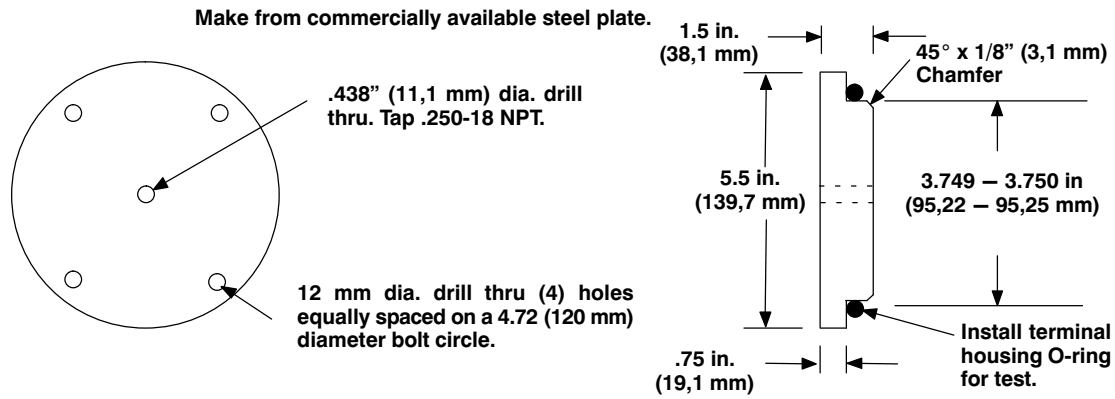 Make from commercially available steel plate.
.438” (11,1 mm) dia. drill
thru. Tap .250-18 NPT.
12 mm dia. drill thru (4) holes
equally spaced on a 4.72 (120 mm)
diameter bolt circle.
1.5 in.
(38,1 mm)
45° x 1/8” (3,1 mm)
Chamfer
5.5 in.
(139,7 mm)
3.749 – 3.750 in
(95,22 – 95,25 mm)
.75 in.
(19,1 mm)
Install terminal
housing O-ring
for test.